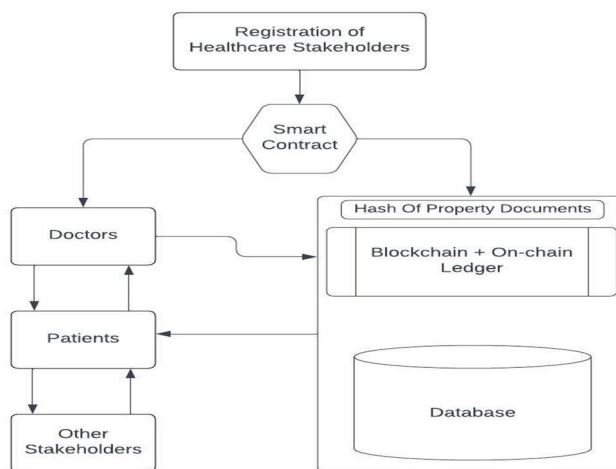 Registration of
Healthcare Stakeholders
Smart
Contract
Hash Of Property Documents
Doctors
Blockchain + On-chain
Ledger
Patients
Database
Other
Stakeholders